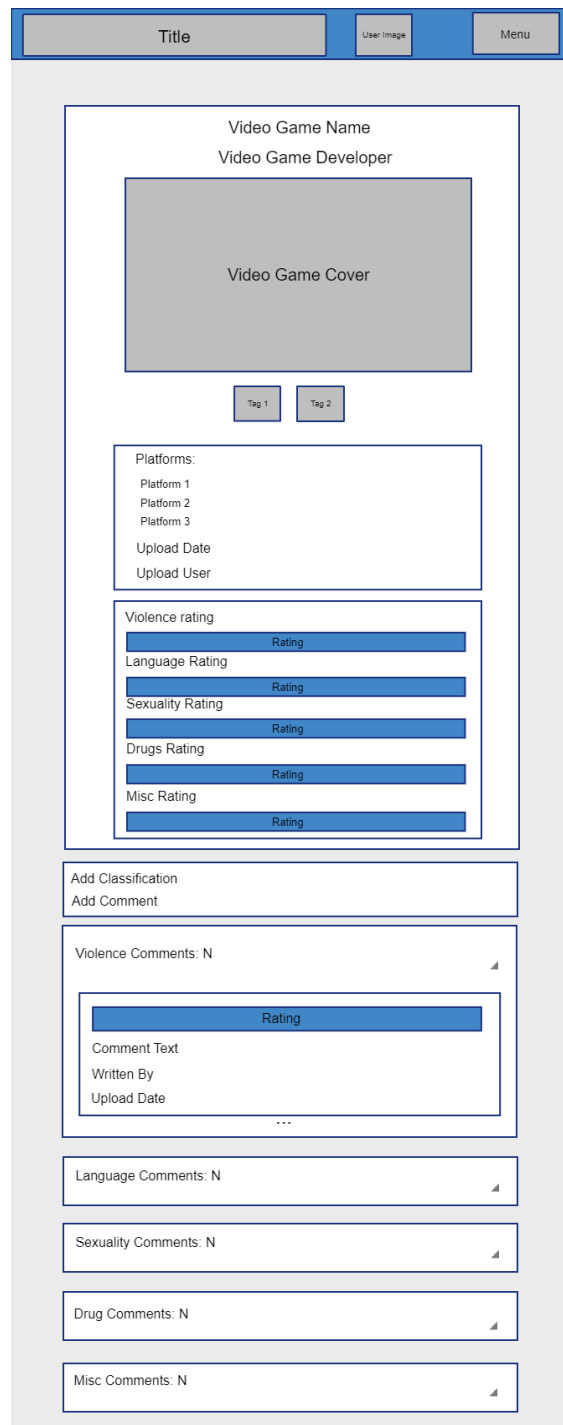 Title
User Image
Menu
Video Game Name
Video Game Developer
Video Game Cover
Tag 1
Tag 2
Platforms:
Platform 1
Platform 2
Platform 3
Upload Date
Upload User
Violence rating
Rating
Language Rating
Rating
Sexuality Rating
Rating
Drugs Rating
Rating
Misc Rating
Rating
Add Classification
Add Comment
Violence Comments: N
Rating
Comment Text
Written By
Upload Date
...
Language Comments: N
Sexuality Comments: N
Drug Comments: N
Misc Comments: N